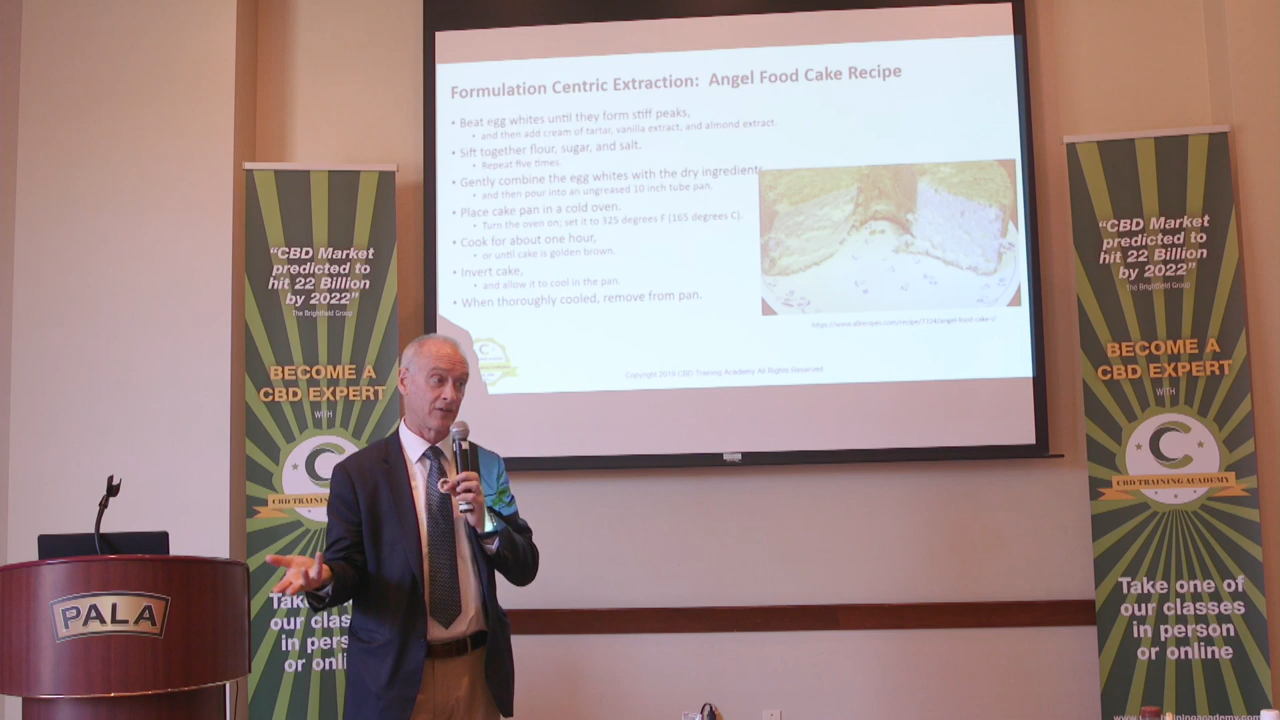 Formulation Centric Extraction: Angel Food Cake Recipe
• Beat egg whites until they form stiff peaks,
• and then add cream of tartar, vanilla extract, and almond extract.
• Sift together flour, sugar, and salt.
• Repeat five times.
• Gently combine the egg whites with the dry ingredients
• and then pour into an ungreased 10 inch tube pan.
• Place cake pan in a cold oven.
• Turn the oven on; set it to 325 degrees F (165 degrees C).
• Cook for about one hour,
• or until cake is golden brown.
• Invert cake,
• and allow it to cool in the pan.
• When thoroughly cooled, remove from pan.
Copyright 2019 CBD Training Academy All Rights Reserved
"CBD Market
predicted to
hit 22 Billion
by 2022"
The Brightfield Group
BECOME A
CBD EXPERT
WITH
C
CBD TRAINING
Take
our clas
in pers
or onli
PALA
"CBD Market
predicted to
hit 22 Billion
by 2022"
The Brightfield Group
BECOME A
CBD EXPERT
WITH
C
CBD TRAINING ACADEMY
Take one of
our classes
in person
or online